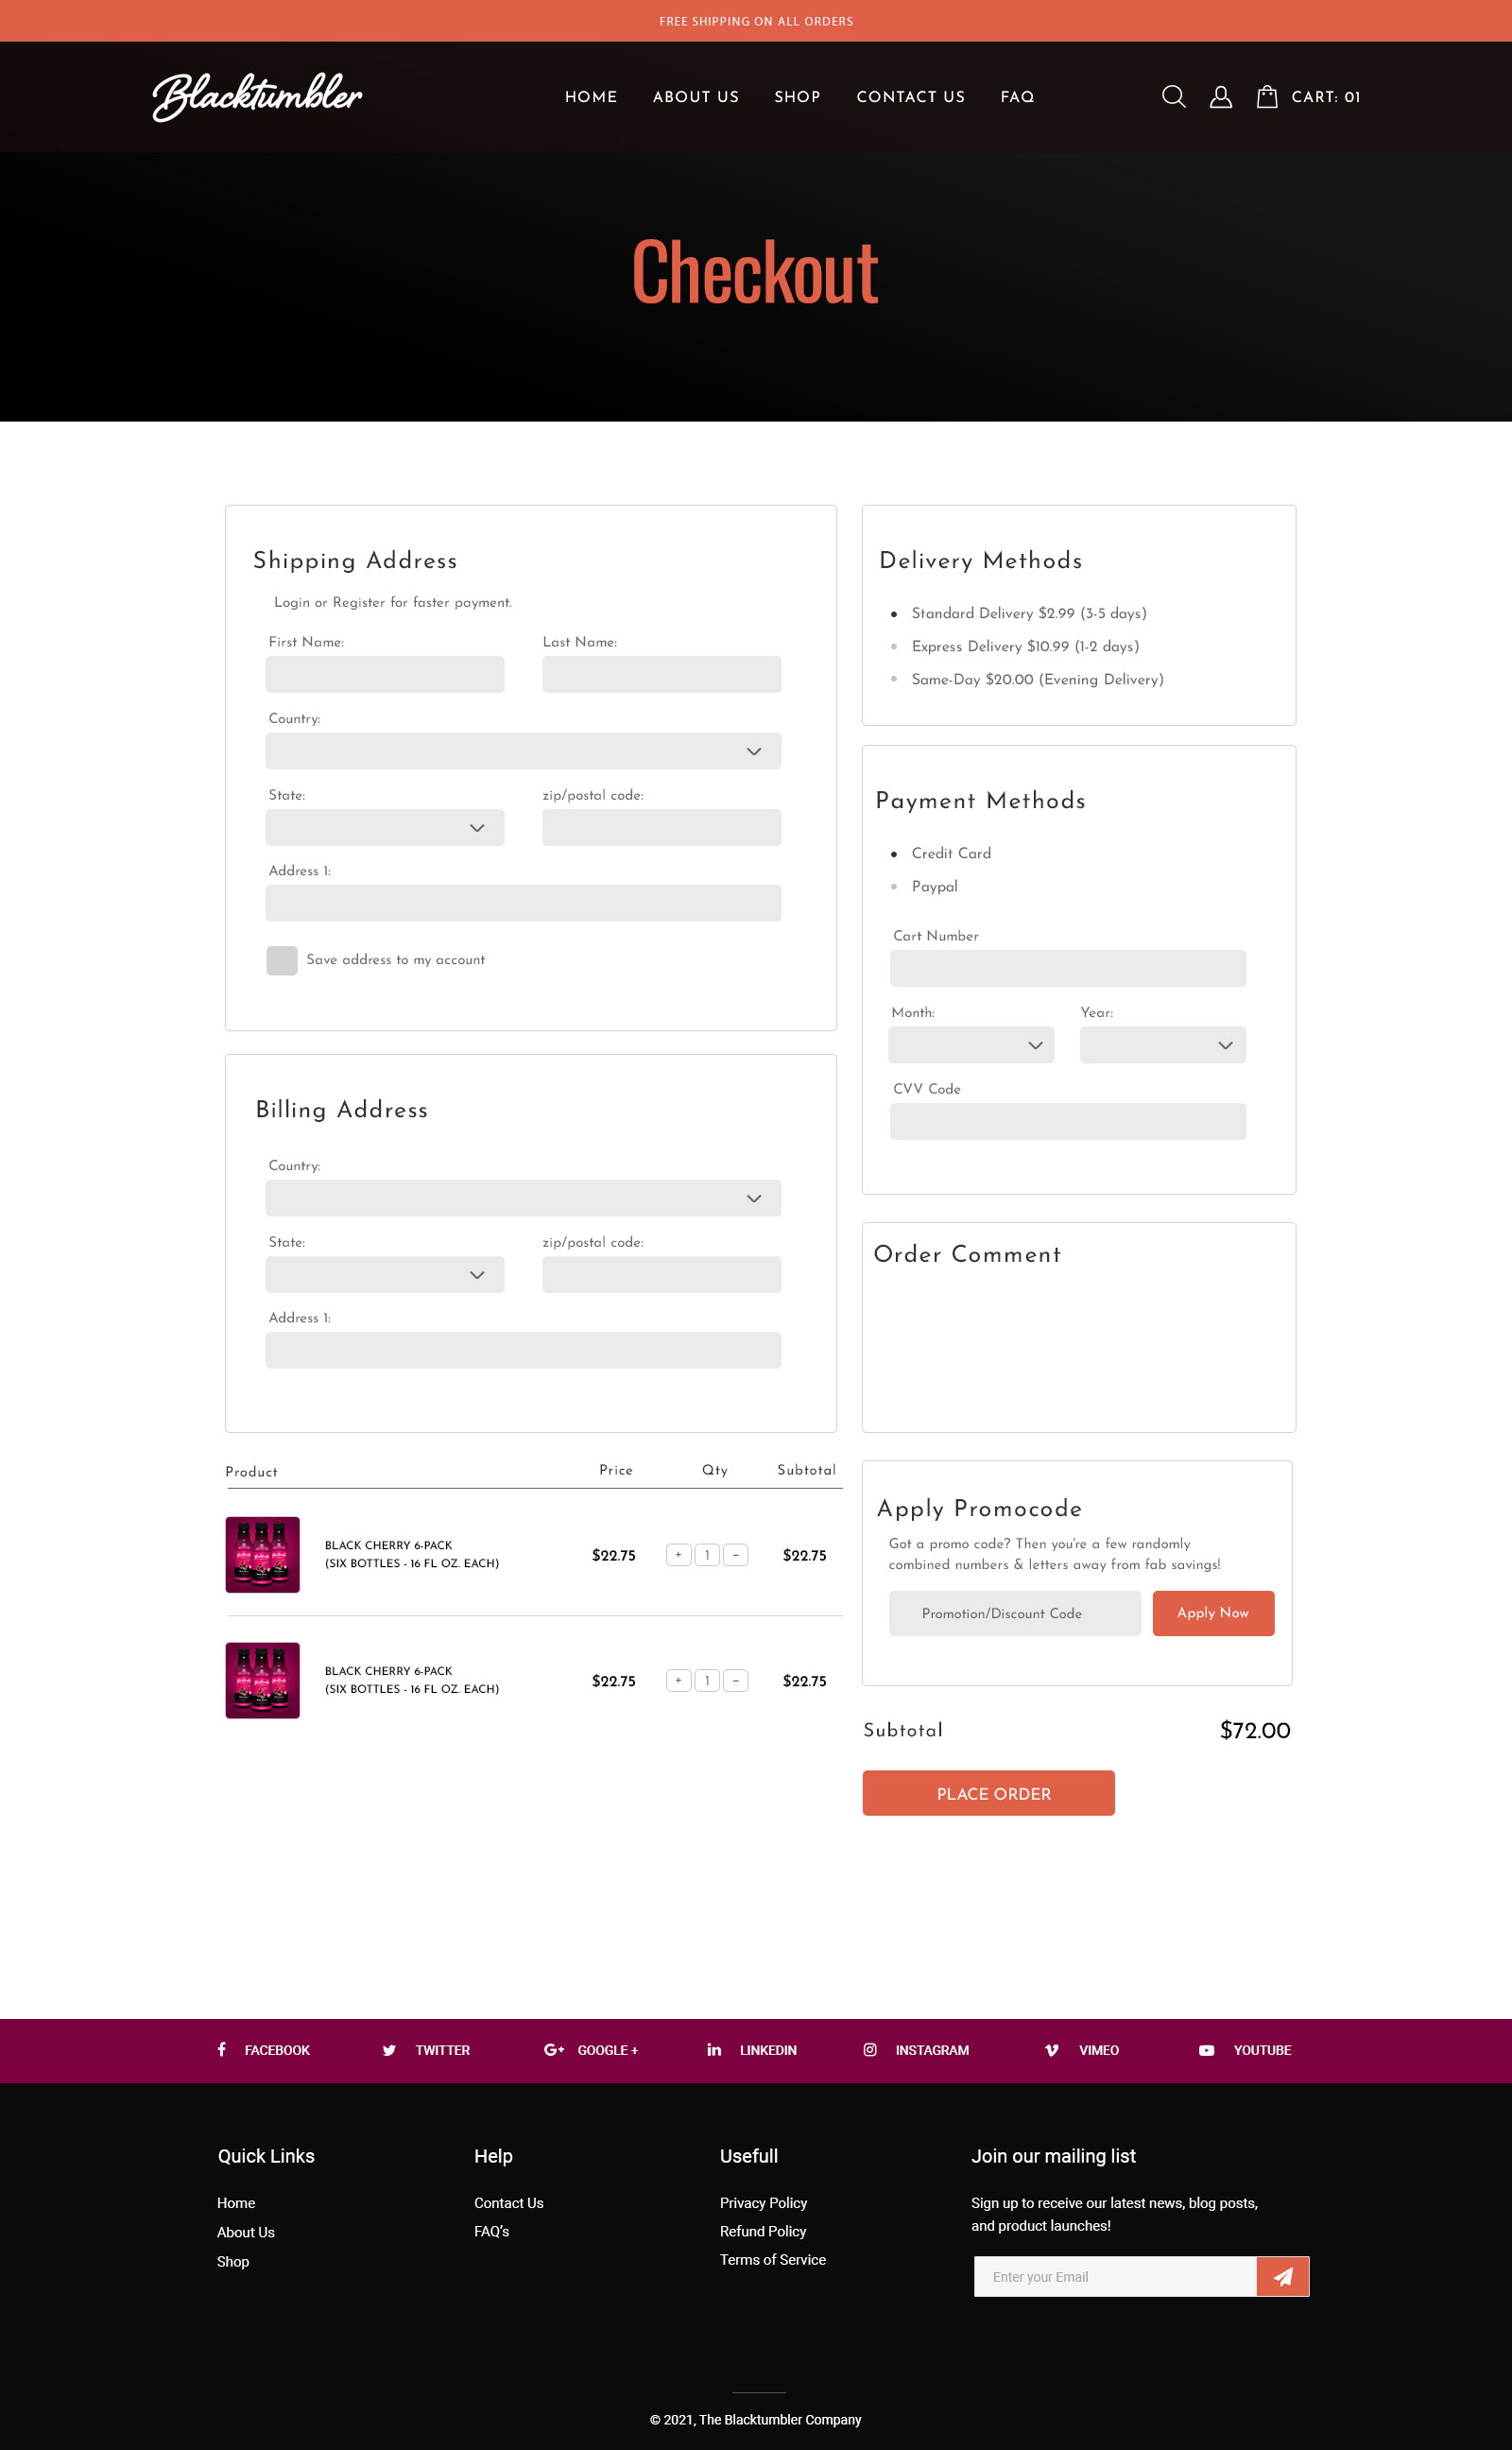 FREE SHIPPING ON ALL ORDERS
Blacktumbler
HOME ABOUT US SHOP CONTACT US FAQ
CART: 01
Checkout
Shipping Address
Login or Register for faster payment.
First Name: Last Name:
Country:
State: zip/postal code:
Address 1:
Save address to my account
Billing Address
Country:
State: zip/postal code:
Address 1:
Delivery Methods
Standard Delivery $2.99 (3-5 days)
Express Delivery $10.99 (1-2 days)
Same-Day $20.00 (Evening Delivery)
Payment Methods
Credit Card
Paypal
Cart Number
Month: Year:
CVV Code
Order Comment
Product Price Qty Subtotal
BLACK CHERRY 6-PACK
(SIX BOTTLES - 16 FL OZ. EACH)
$22.75 + 1 - $22.75
BLACK CHERRY 6-PACK
(SIX BOTTLES - 16 FL OZ. EACH)
$22.75 + 1 - $22.75
Apply Promocode
Got a promo code? Then you're a few randomly
combined numbers & letters away from fab savings!
Promotion/Discount Code Apply Now
Subtotal $72.00
PLACE ORDER
FACEBOOK TWITTER GOOGLE + LINKEDIN INSTAGRAM VIMEO YOUTUBE
Quick Links
Home
About Us
Shop
Help
Contact Us
FAQ's
Usefull
Privacy Policy
Refund Policy
Terms of Service
Join our mailing list
Sign up to receive our latest news, blog posts,
and product launches!
Enter your Email
© 2021, The Blacktumbler Company